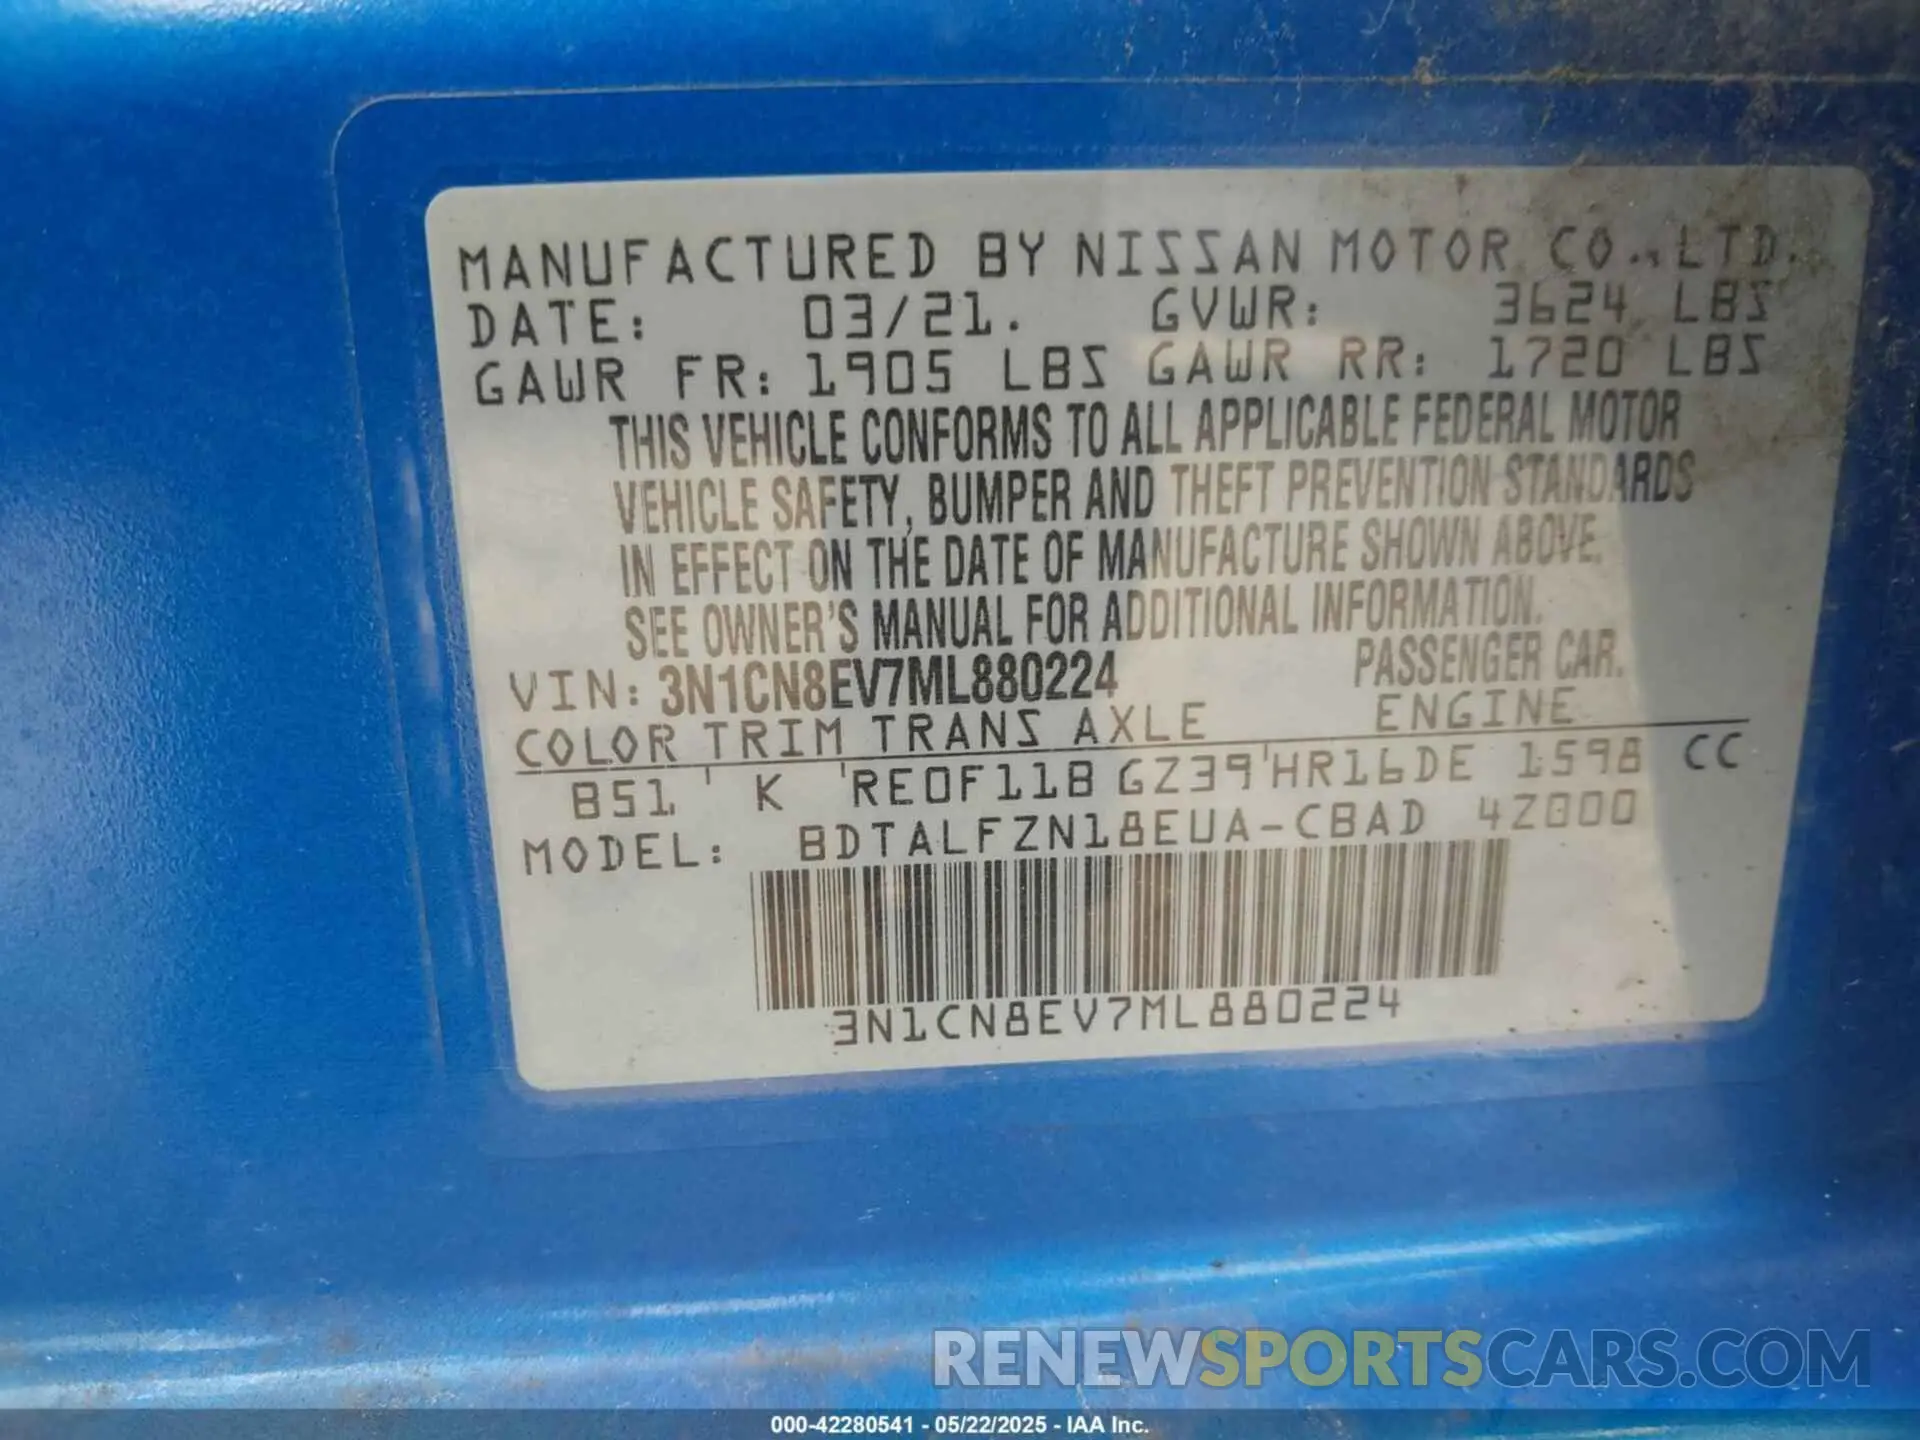 MANUFACTURED BY NISSAN MOTOR CO., LTD.
DATE: 03/21. GVWR: 3624 LBS
GAWR FR: 1905 LBS GAWR RR: 1720 LBS
THIS VEHICLE CONFORMS TO ALL APPLICABLE FEDERAL MOTOR
VEHICLE SAFETY, BUMPER AND THEFT PREVENTION STANDARDS
IN EFFECT ON THE DATE OF MANUFACTURE SHOWN ABOVE.
SEE OWNER'S MANUAL FOR ADDITIONAL INFORMATION.
VIN: 3N1CN8EV7ML880224 PASSENGER CAR.
COLOR TRIM TRANS AXLE ENGINE
B51 ' K 'RE0F11B GZ39'HR16DE 1598 CC
MODEL: BDTALFZN18EUA-CBAD 4Z000
3N1CN8EV7ML880224
RENEWSPORTSCARS.COM
000-42280541 - 05/22/2025 - IAA Inc.